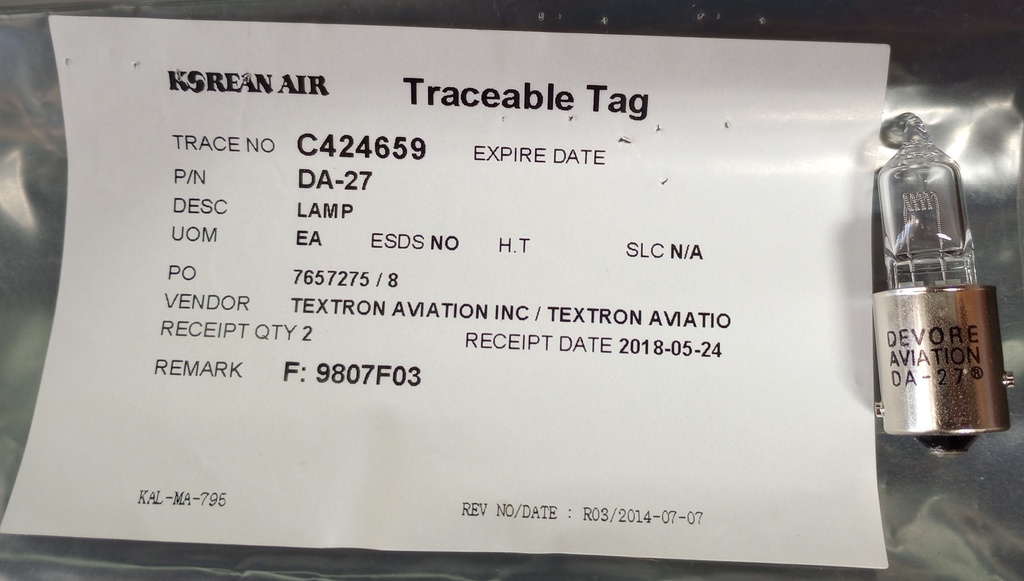 KOREAN AIR Traceable Tag
TRACE NO C424659 EXPIRE DATE
P/N DA-27
DESC LAMP
UOM EA ESDS NO H.T SLC N/A
PO 7657275 / 8
VENDOR TEXTRON AVIATION INC / TEXTRON AVIATIO
RECEIPT QTY 2 RECEIPT DATE 2018-05-24
REMARK F: 9807F03
KAL-MA-795 REV NO/DATE : R03/2014-07-07
DEVORE
AVIATION
DA-27®